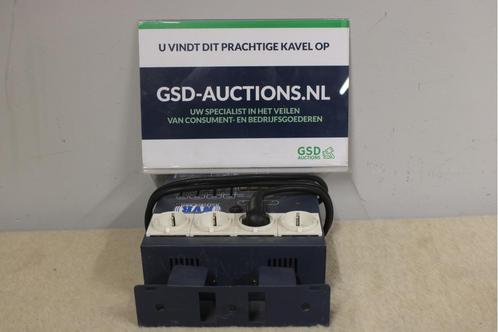 U VINDT DIT PRACHTIGE KAVEL OP
GSD-AUCTIONS.NL
UW SPECIALIST IN HET VEILEN
VAN CONSUMENT- EN BEDRIJFSGOEDEREN
GSD
AUCTIONS